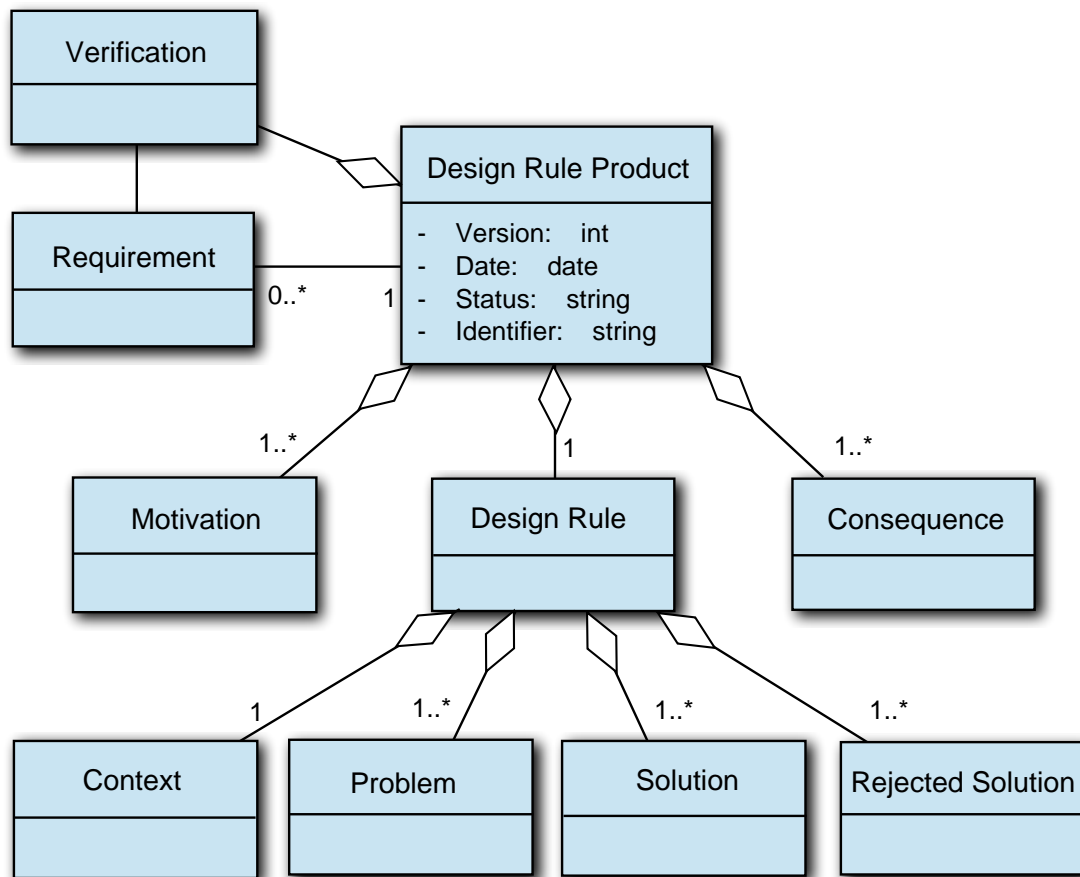 Verification
Design Rule Product
- Version: int
- Date: date
- Status: string
- Identifier: string
Requirement
0..*
1
1..*
1
1..*
Motivation
Design Rule
Consequence
1
1..*
1..*
1..*
Context
Problem
Solution
Rejected Solution